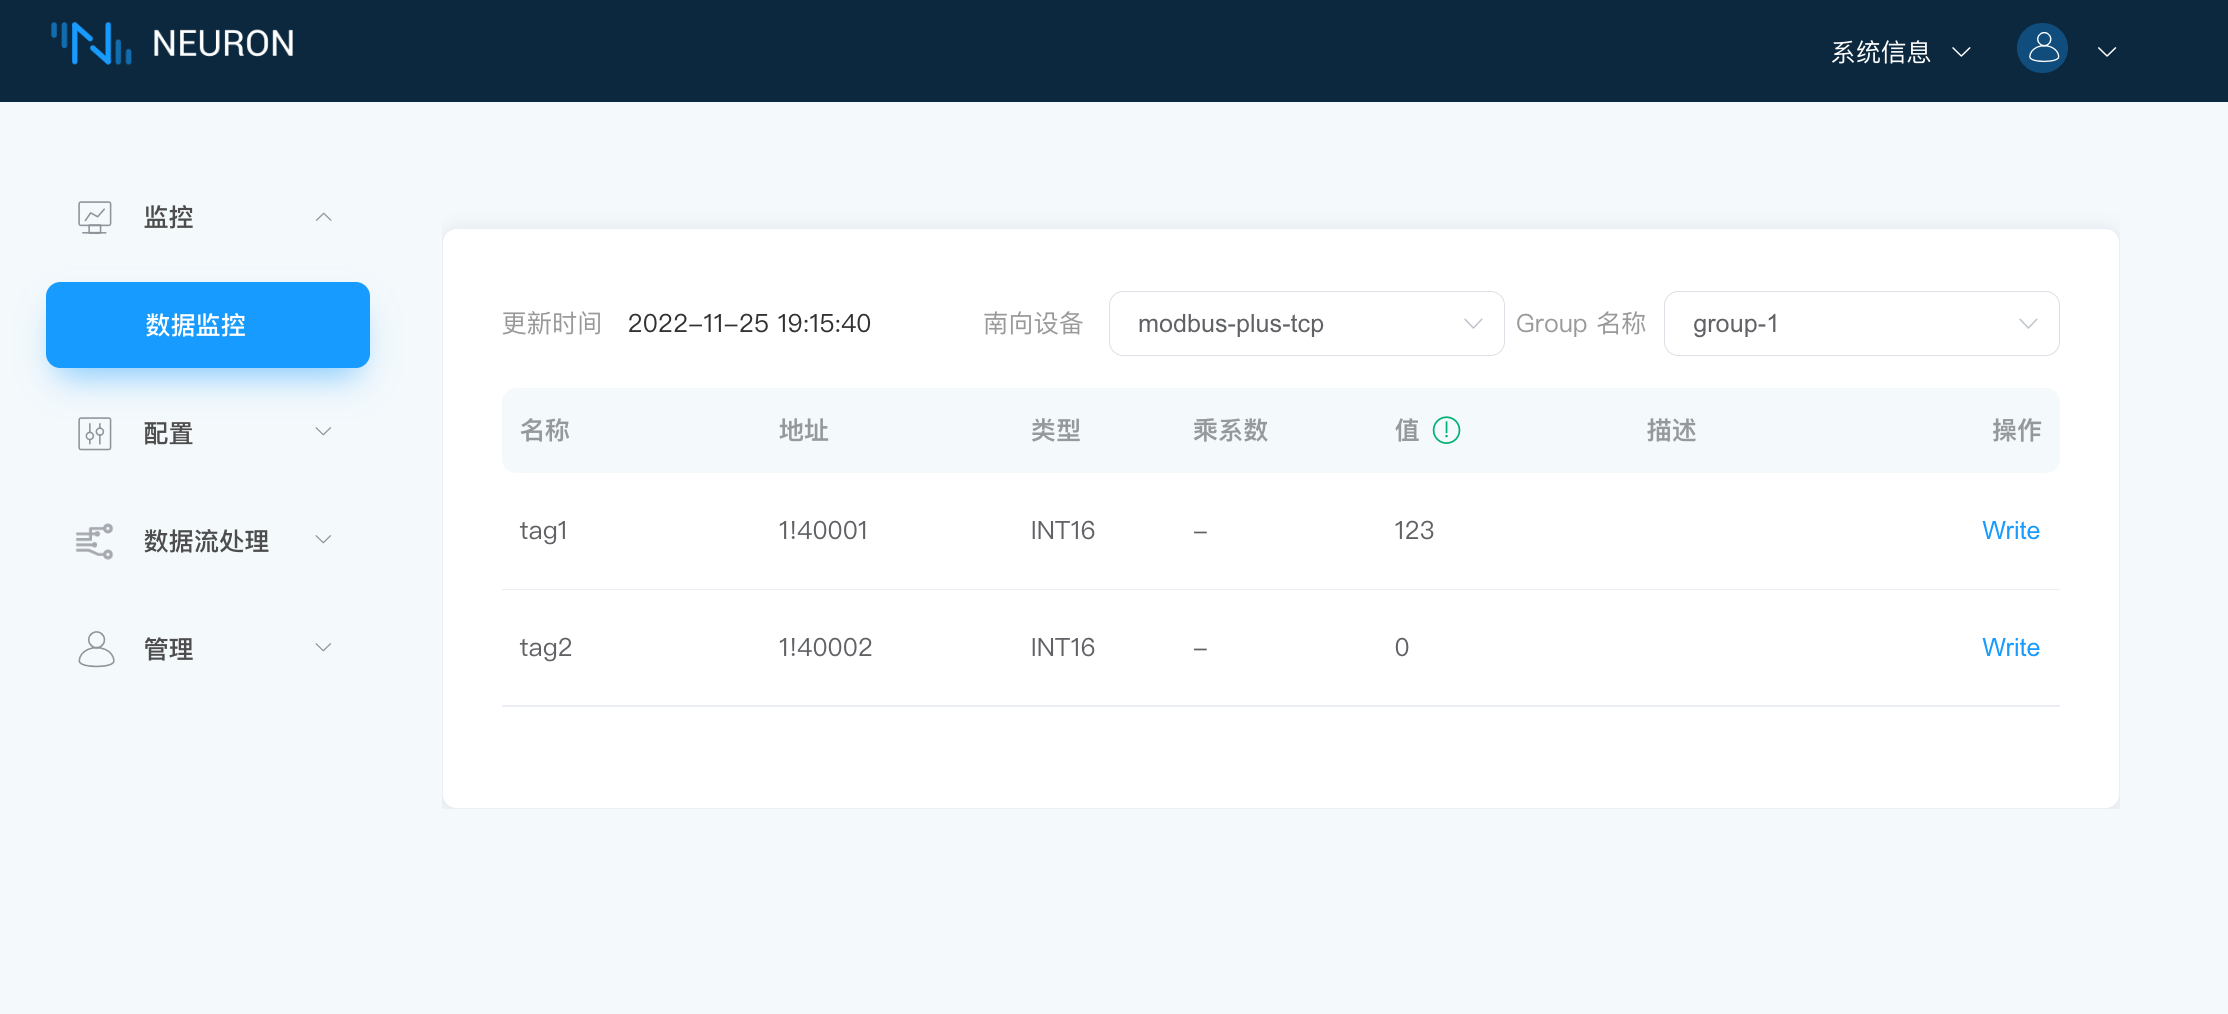 NEURON
系统信息
监控
数据监控
配置
数据流处理
管理
更新时间 2022-11-25 19:15:40 南向设备 modbus-plus-tcp Group 名称 group-1
名称 地址 类型 乘系数 值 描述 操作
tag1 1!40001 INT16 – 123 Write
tag2 1!40002 INT16 – 0 Write